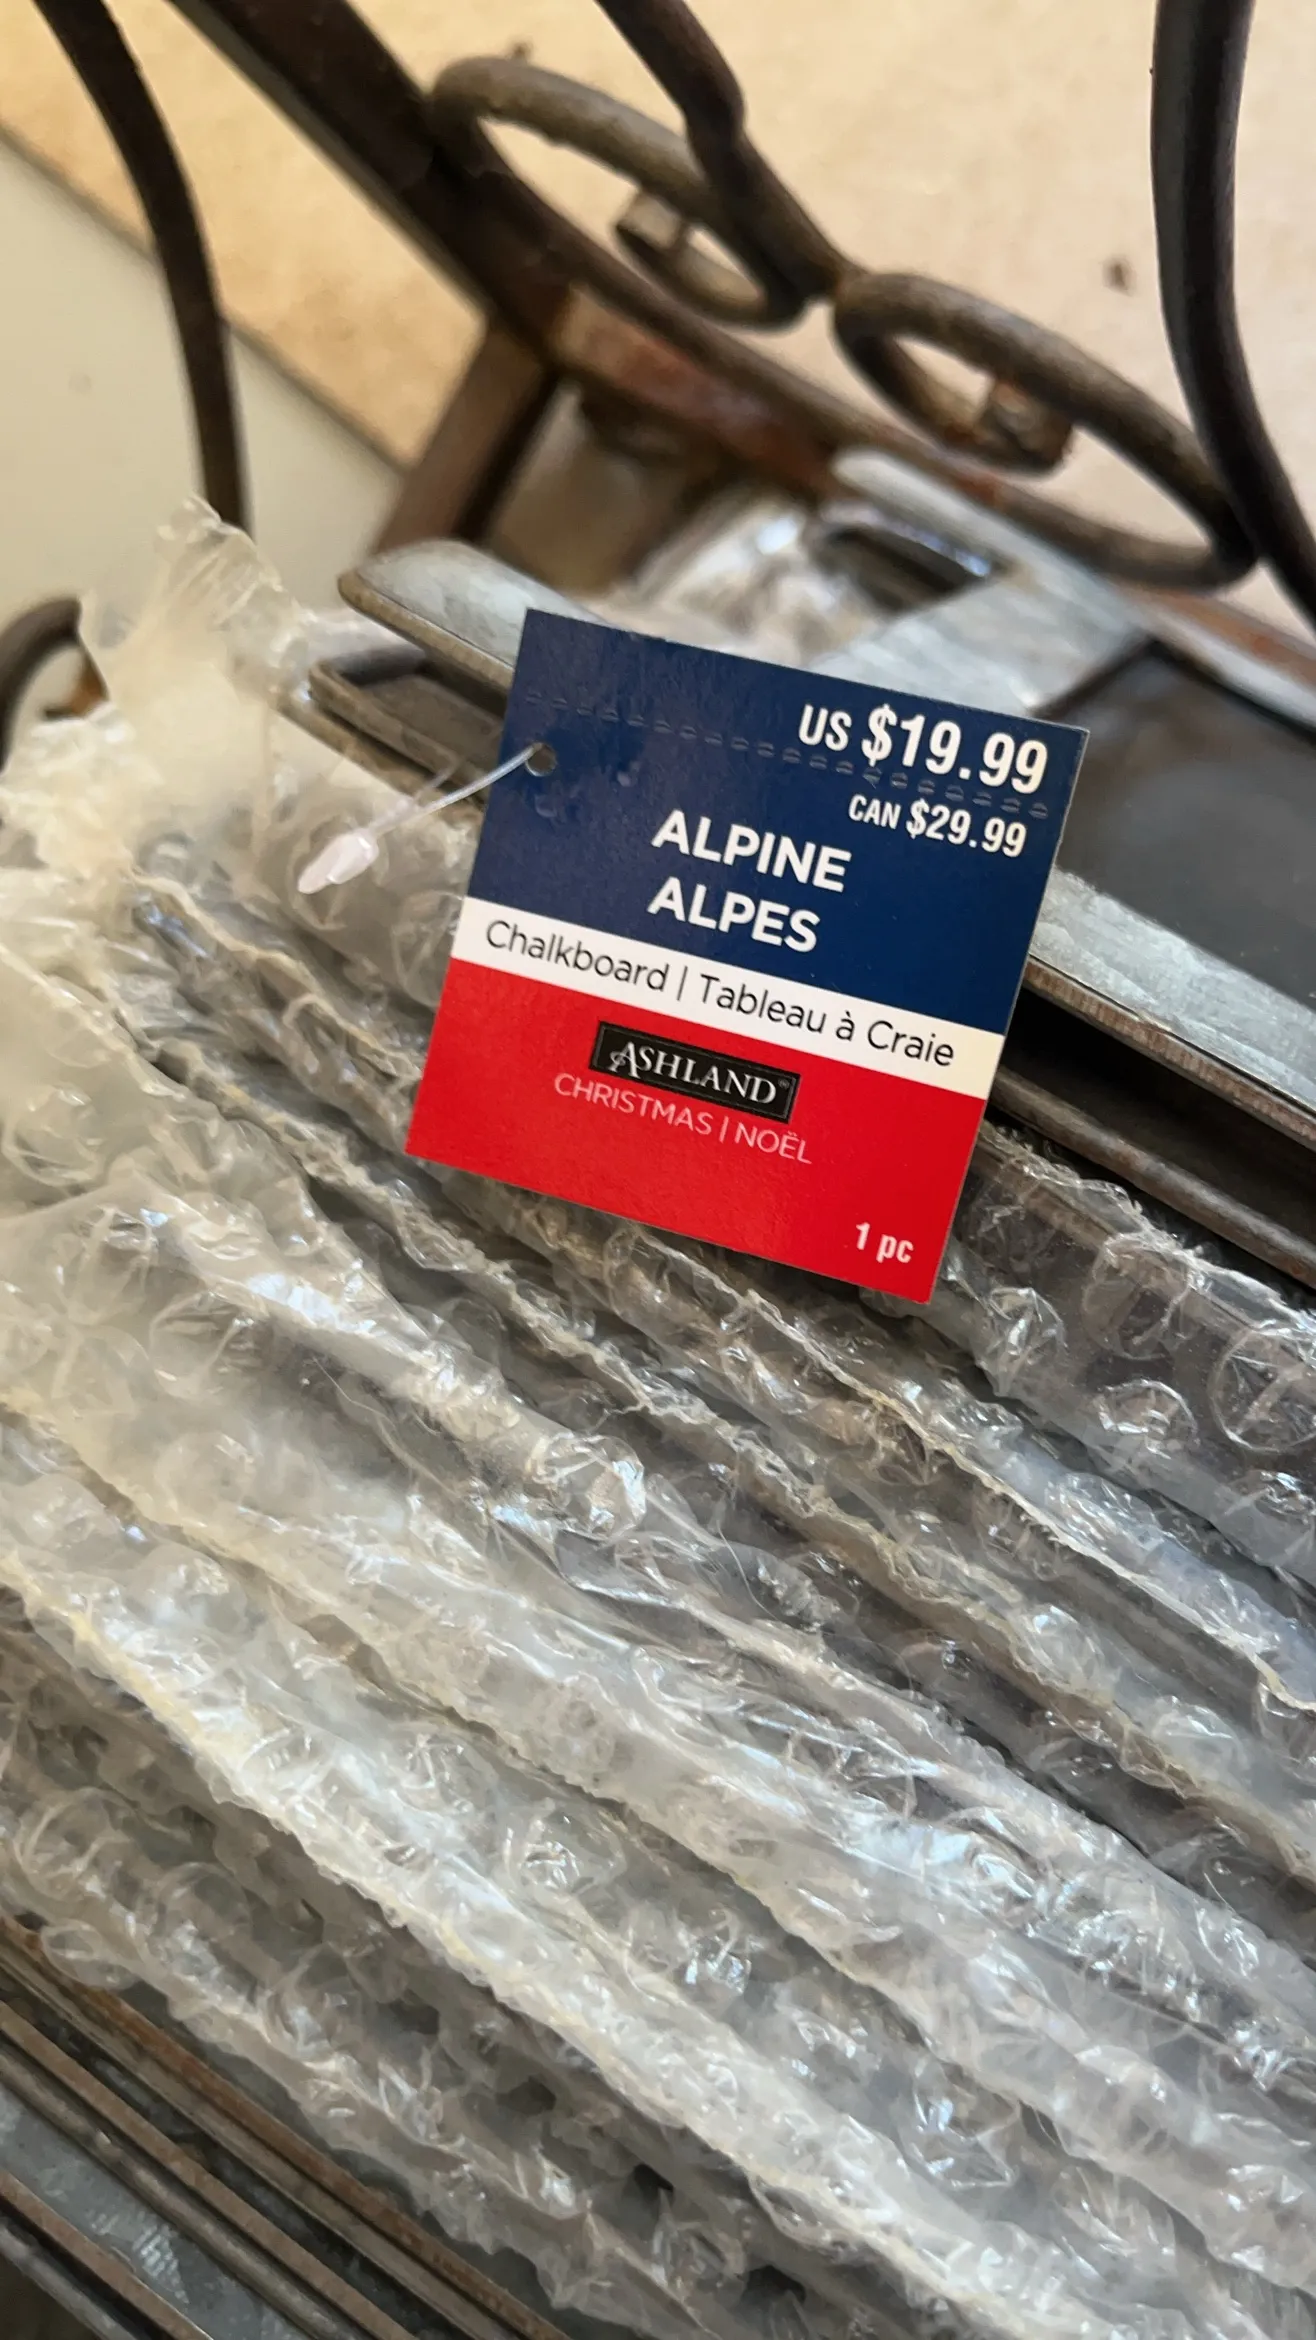 US $19.99
CAN $29.99
ALPINE
ALPES
Chalkboard | Tableau à Craie
ASHLAND®
CHRISTMAS | NOËL
1 pc